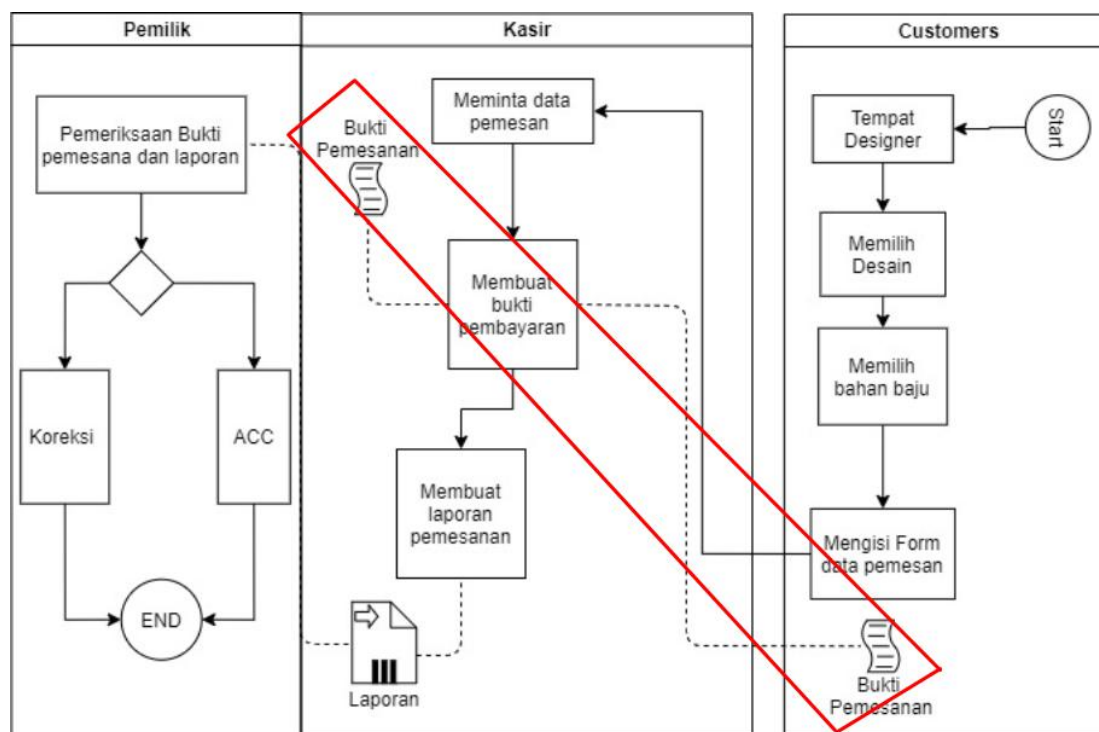 Pemilik
Kasir
Customers
Pemeriksaan Bukti
pemesana dan laporan
Koreksi
ACC
END
Bukti
Pemesanan
Meminta data
pemesan
Membuat
bukti
pembayaran
Membuat
laporan
pemesanan
Laporan
Start
Tempat
Designer
Memilih
Desain
Memilih
bahan baju
Mengisi Form
data pemesan
Bukti
Pemesanan